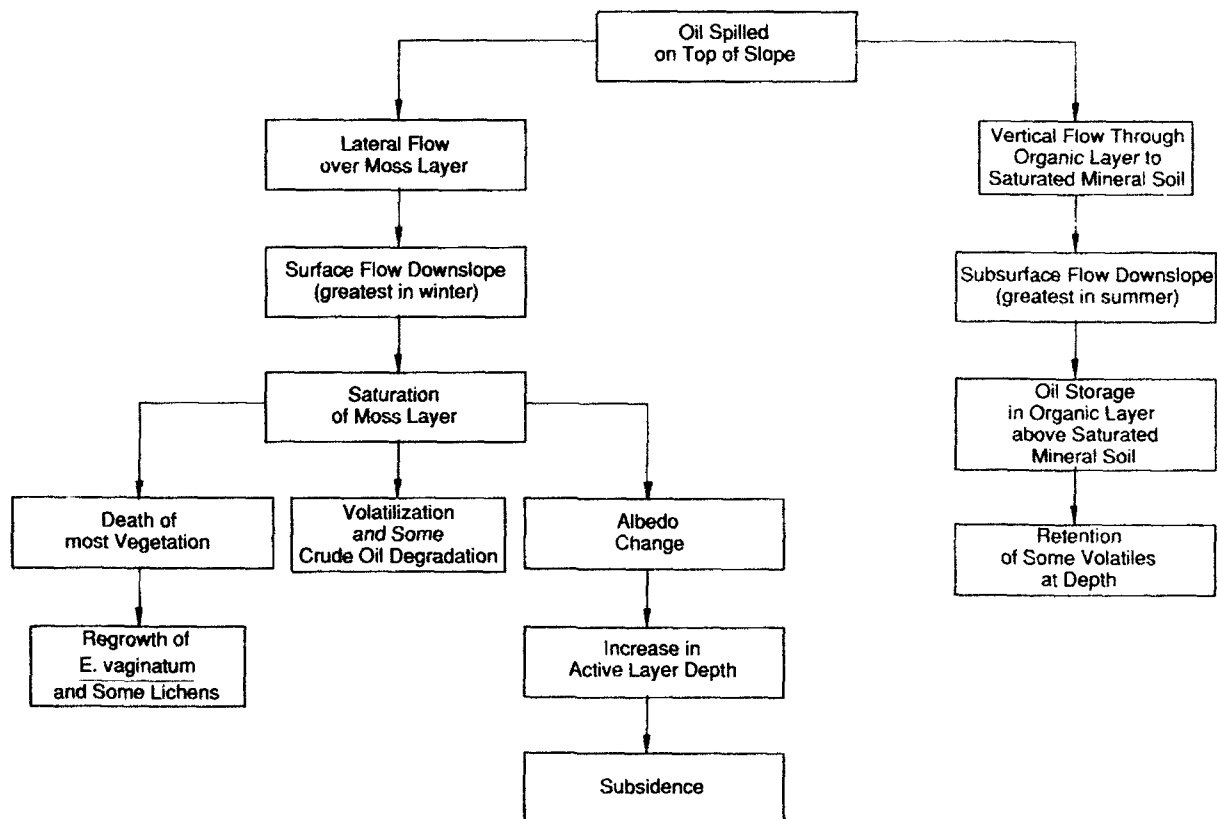 Oil Spilled
on Top of Slope
Lateral Flow
over Moss Layer
Vertical Flow Through
Organic Layer to
Saturated Mineral Soil
Surface Flow Downslope
(greatest in winter)
Subsurface Flow Downslope
(greatest in summer)
Saturation
of Moss Layer
Oil Storage
in Organic Layer
above Saturated
Mineral Soil
Death of
most Vegetation
Volatilization
and Some
Crude Oil Degradation
Albedo
Change
Retention
of Some Volatiles
at Depth
Regrowth of
E. vaginatum
and Some Lichens
Increase in
Active Layer Depth
Subsidence